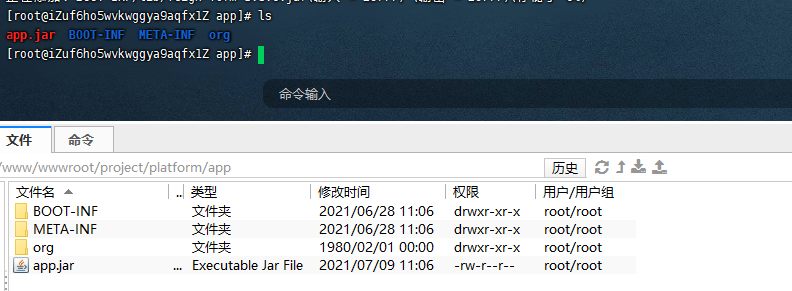 [root@iZuf6ho5wvkwggya9aqfx1Z app]# ls
app.jar BOOT-INF META-INF org
[root@iZuf6ho5wvkwggya9aqfx1Z app]#
命令输入
文件 命令
/www/wwwroot/project/platform/app 历史
文件名 .. 类型 修改时间 权限 用户/用户组
BOOT-INF 文件夹 2021/06/28 11:06 drwxr-xr-x root/root
META-INF 文件夹 2021/06/28 11:06 drwxr-xr-x root/root
org 文件夹 1980/02/01 00:00 drwxr-xr-x root/root
app.jar ... Executable Jar File 2021/07/09 11:06 -rw-r--r-- root/root